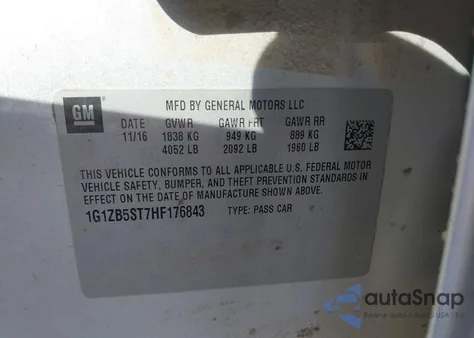 GM
MFD BY GENERAL MOTORS LLC
DATE GVWR GAWR FRT GAWR RR
11/16 1838 KG 949 KG 889 KG
4052 LB 2092 LB 1960 LB
THIS VEHICLE CONFORMS TO ALL APPLICABLE U.S. FEDERAL MOTOR
VEHICLE SAFETY, BUMPER, AND THEFT PREVENTION STANDARDS IN
EFFECT ON THE DATE OF MANUFACTURE SHOWN ABOVE.
1G1ZB5ST7HF176843 TYPE: PASS CAR
autoSnap